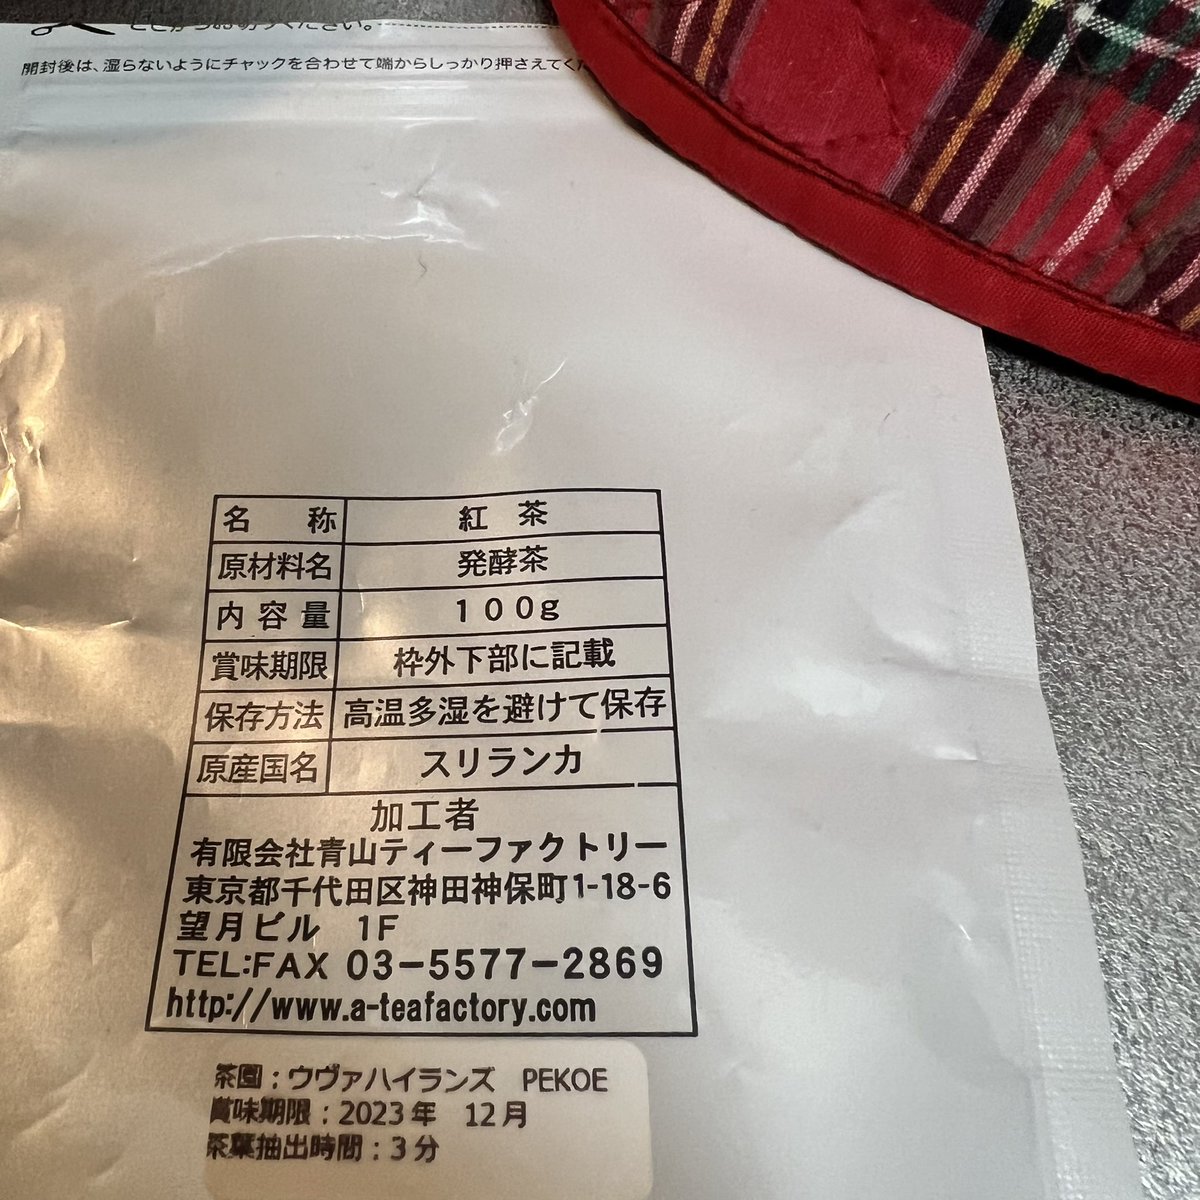 ください。
開封後は、湿らないようにチャックを合わせて端からしっかり押さえてく
名 称 紅 茶
原材料名 発酵茶
内容量 100g
賞味期限 枠外下部に記載
保存方法 高温多湿を避けて保存
原産国名 スリランカ
加工者
有限会社青山ティーファクトリー
東京都千代田区神田神保町1-18-6
望月ビル 1F
TEL:FAX 03-5577-2869
http://www.a-teafactory.com
茶園：ウヴァハイランズ PEKOE
賞味期限：2023年 12月
茶葉抽出時間：3分